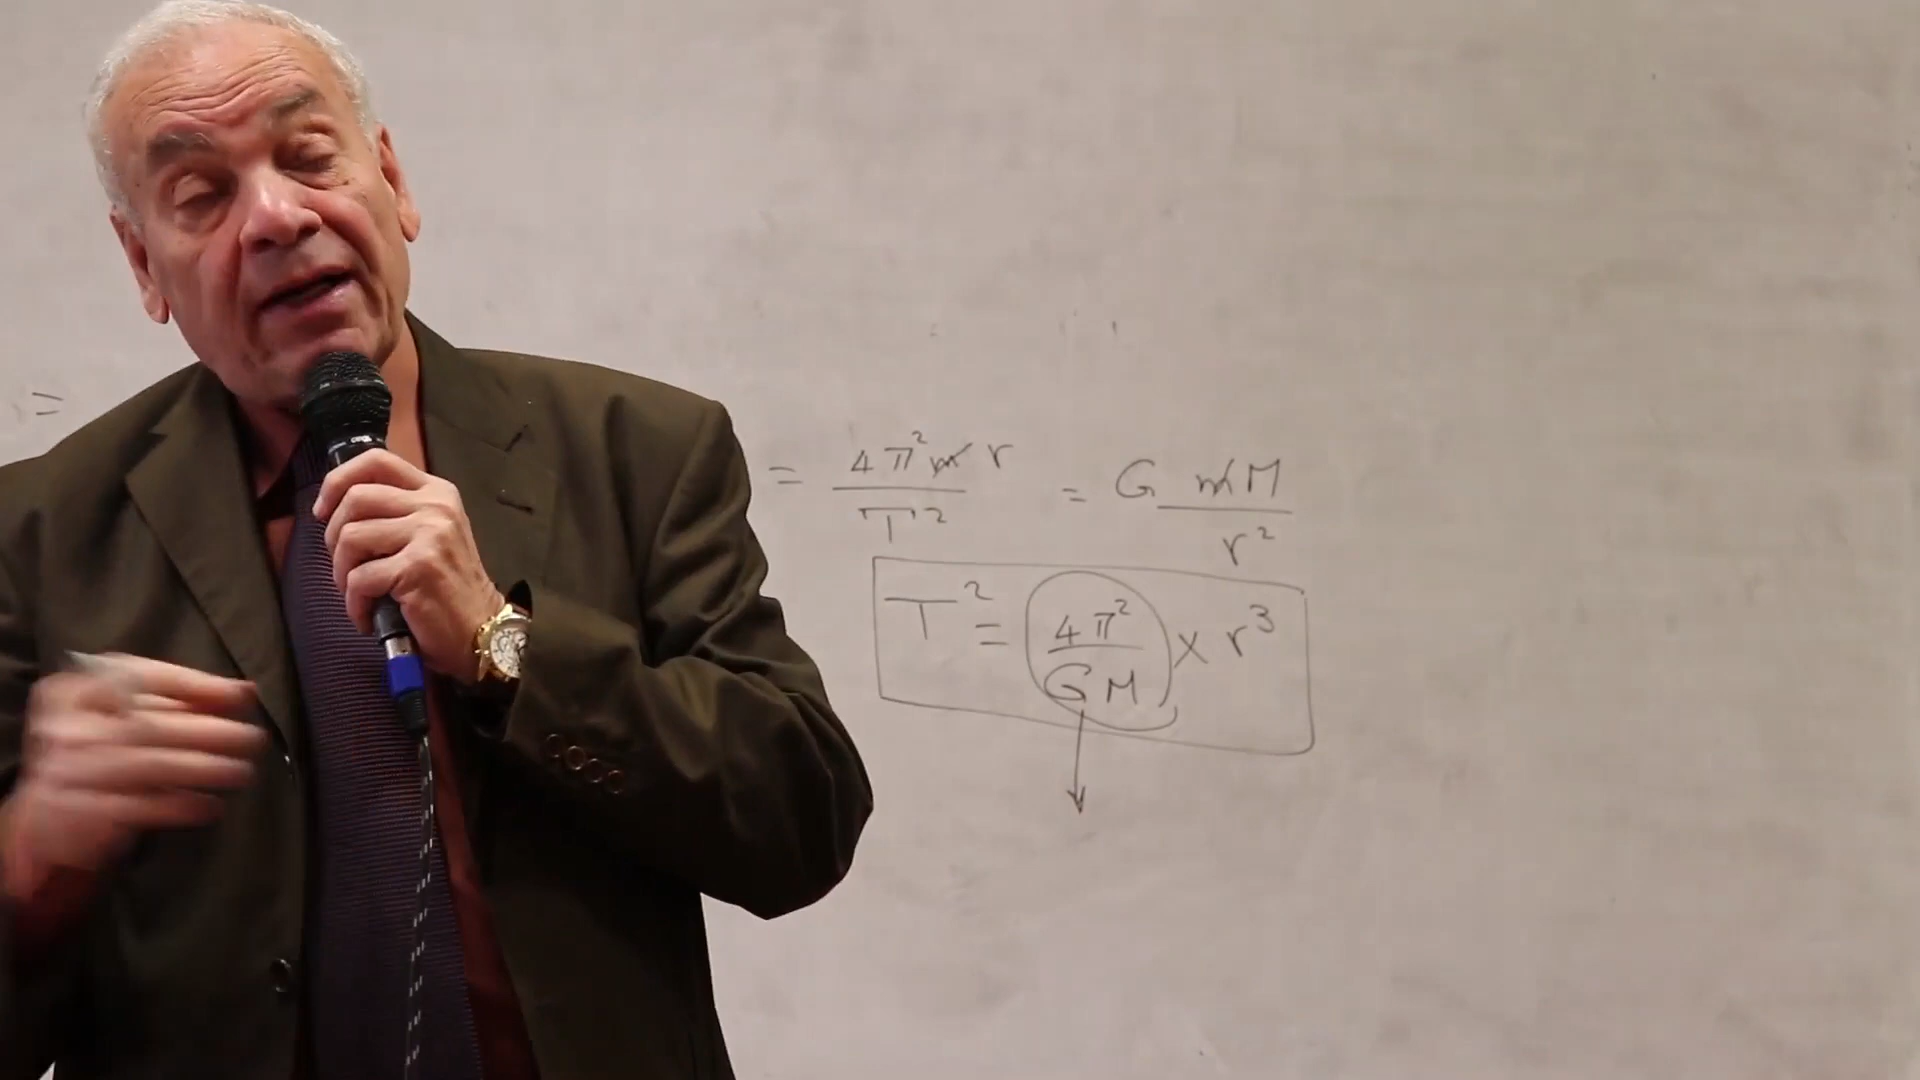 =
= 4π²mr / T² = G mM / r²
T² = 4π² / GM × r³